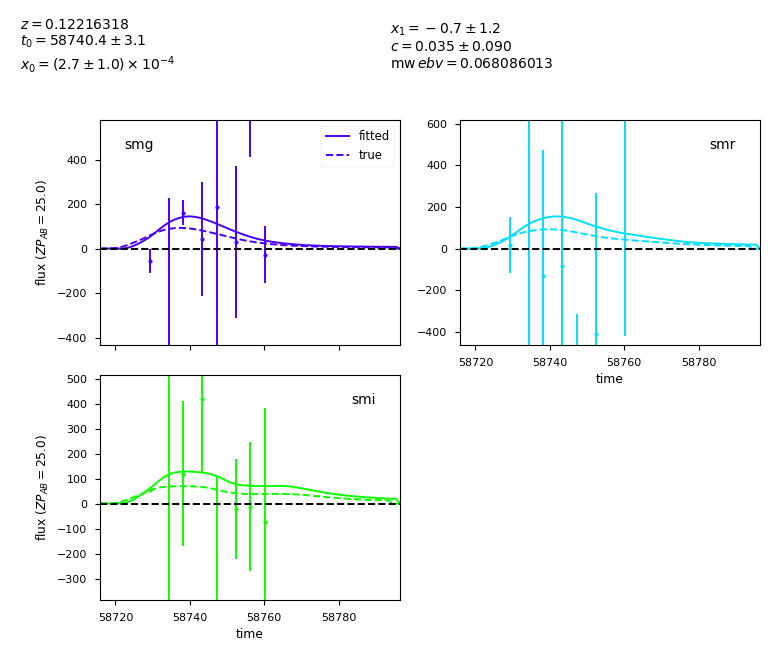 z = 0.12216318
t₀ = 58740.4 ± 3.1
x₀ = (2.7 ± 1.0) × 10⁻⁴
x₁ = −0.7 ± 1.2
c = 0.035 ± 0.090
mw ebv = 0.068086013
smg
fitted
true
400
200
0
−200
−400
flux (ZP_AB = 25.0)
smr
600
400
200
0
−200
−400
58720 58740 58760 58780
time
smi
500
400
300
200
100
0
−100
−200
−300
flux (ZP_AB = 25.0)
58720 58740 58760 58780
time